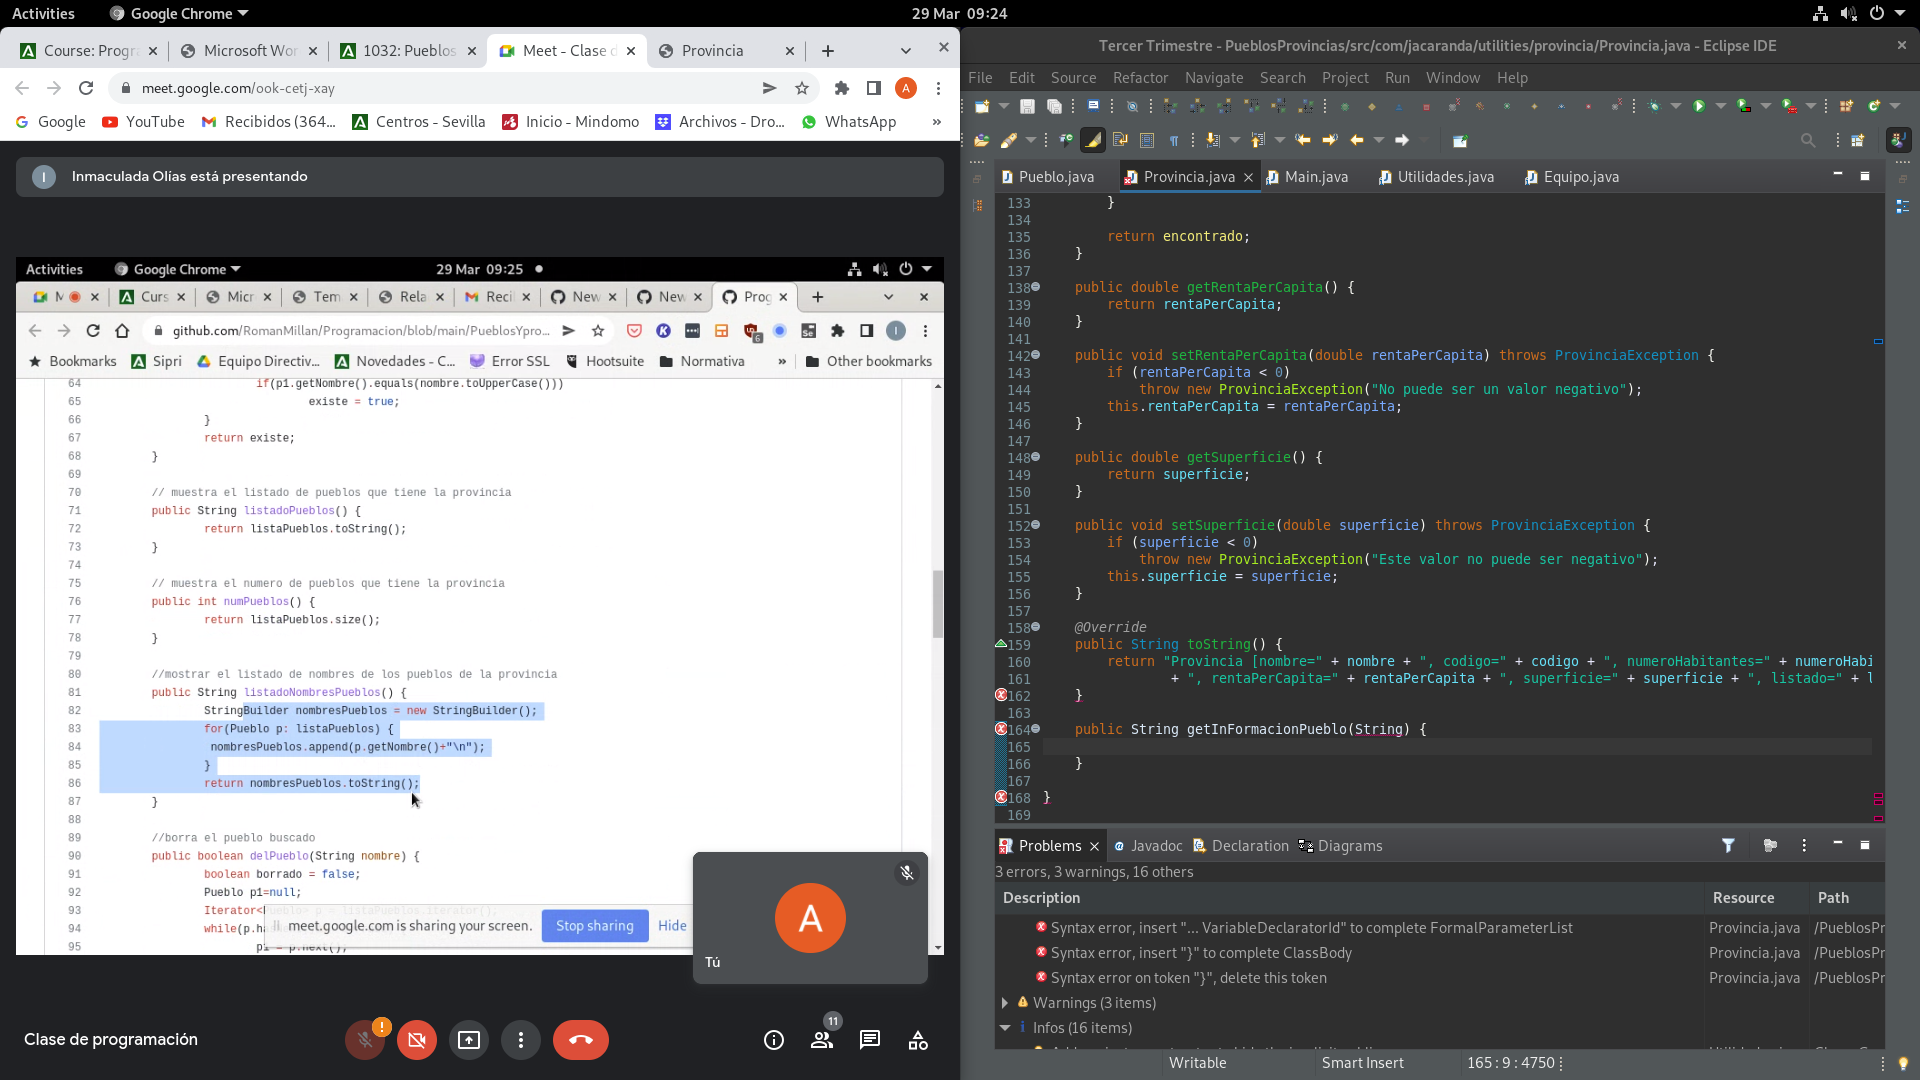 Activities
Google Chrome
29 Mar 09:24
Course: Progr
Microsoft Wor
1032: Pueblos
Meet - Clase d
Provincia
meet.google.com/ook-cetj-xay
Google
YouTube
Recibidos (364...
Centros - Sevilla
Inicio - Mindomo
Archivos - Dro...
WhatsApp
»
I
Inmaculada Olías está presentando
Activities
Google Chrome
29 Mar 09:25
M
Curs
Micr
Tem
Rela
Reci
New
New
Prog
github.com/RomanMillan/Programacion/blob/main/PueblosYpro...
Bookmarks
Sipri
Equipo Directiv...
Novedades - C...
Error SSL
Hootsuite
Normativa
»
Other bookmarks
64 if(p1.getNombre().equals(nombre.toUpperCase()))
65 existe = true;
66 }
67 return existe;
68 }
69
70 // muestra el listado de pueblos que tiene la provincia
71 public String listadoPueblos() {
72 return listaPueblos.toString();
73 }
74
75 // muestra el numero de pueblos que tiene la provincia
76 public int numPueblos() {
77 return listaPueblos.size();
78 }
79
80 //mostrar el listado de nombres de los pueblos de la provincia
81 public String listadoNombresPueblos() {
82 StringBuilder nombresPueblos = new StringBuilder();
83 for(Pueblo p: listaPueblos) {
84 nombresPueblos.append(p.getNombre()+"\n");
85 }
86 return nombresPueblos.toString();
87 }
88
89 //borra el pueblo buscado
90 public boolean delPueblo(String nombre) {
91 boolean borrado = false;
92 Pueblo p1=null;
93 Iterator<Pueblo> p = listaPueblos.iterator();
94 while(p.ha
95 p1 = p.next();
meet.google.com is sharing your screen.
Stop sharing
Hide
A
Tú
Clase de programación
11
Tercer Trimestre - PueblosProvincias/src/com/jacaranda/utilities/provincia/Provincia.java - Eclipse IDE
File Edit Source Refactor Navigate Search Project Run Window Help
Pueblo.java
Provincia.java
Main.java
Utilidades.java
Equipo.java
133 }
134
135 return encontrado;
136 }
137
138 public double getRentaPerCapita() {
139 return rentaPerCapita;
140 }
141
142 public void setRentaPerCapita(double rentaPerCapita) throws ProvinciaException {
143 if (rentaPerCapita < 0)
144 throw new ProvinciaException("No puede ser un valor negativo");
145 this.rentaPerCapita = rentaPerCapita;
146 }
147
148 public double getSuperficie() {
149 return superficie;
150 }
151
152 public void setSuperficie(double superficie) throws ProvinciaException {
153 if (superficie < 0)
154 throw new ProvinciaException("Este valor no puede ser negativo");
155 this.superficie = superficie;
156 }
157
158 @Override
159 public String toString() {
160 return "Provincia [nombre=" + nombre + ", codigo=" + codigo + ", numeroHabitantes=" + numeroHabi
161 + ", rentaPerCapita=" + rentaPerCapita + ", superficie=" + superficie + ", listado=" + l
162 }
163
164 public String getInFormacionPueblo(String) {
165
166 }
167
168 }
169
Problems
@ Javadoc
Declaration
Diagrams
3 errors, 3 warnings, 16 others
Description Resource Path
Syntax error, insert "... VariableDeclaratorId" to complete FormalParameterList Provincia.java /PueblosPr
Syntax error, insert "}" to complete ClassBody Provincia.java /PueblosPr
Syntax error on token "}", delete this token Provincia.java /PueblosPr
Warnings (3 items)
Infos (16 items)
Writable
Smart Insert
165 : 9 : 4750